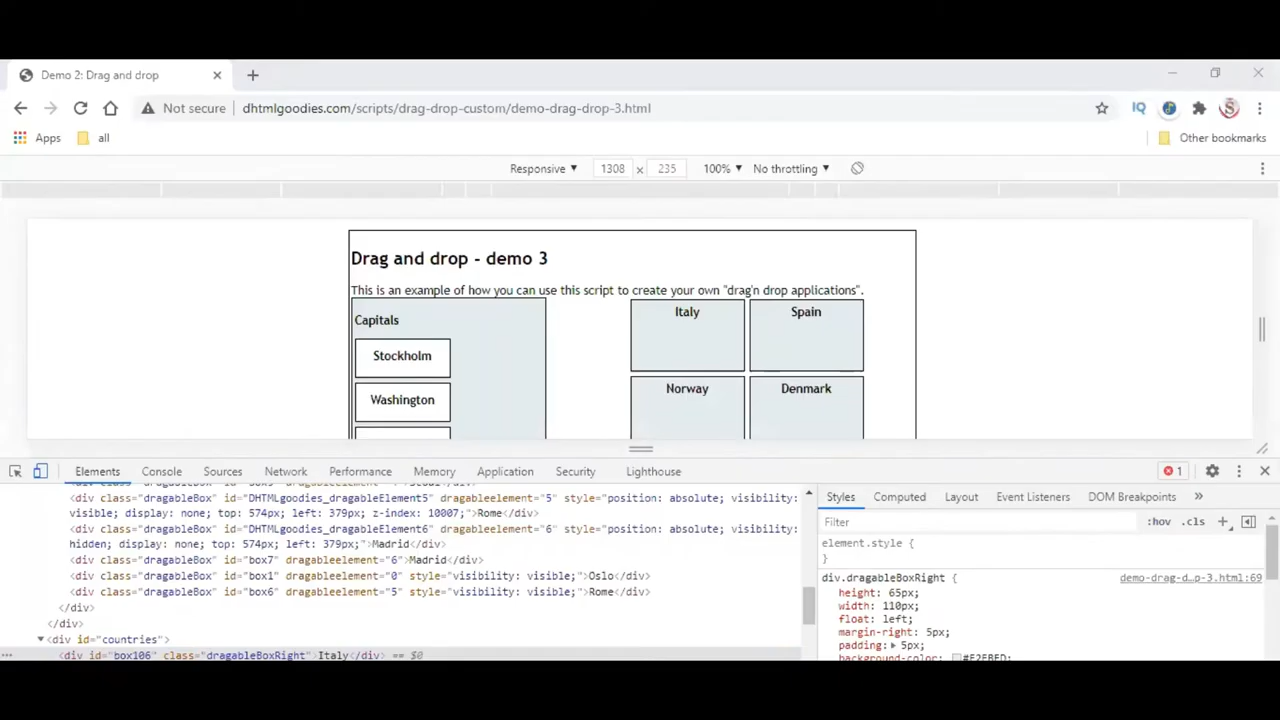 Demo 2: Drag and drop
Not secure dhtmlgoodies.com/scripts/drag-drop-custom/demo-drag-drop-3.html
Apps all Other bookmarks
Responsive 1308 x 235 100% No throttling
Drag and drop - demo 3
This is an example of how you can use this script to create your own "drag'n drop applications".
Capitals
Stockholm
Washington
Italy Spain
Norway Denmark
Elements Console Sources Network Performance Memory Application Security Lighthouse 1
<div class="dragableBox" id="DHTMLgoodies_dragableElement5" dragableelement="5" style="position: absolute; visibility:
visible; display: none; top: 574px; left: 379px; z-index: 10007;">Rome</div>
<div class="dragableBox" id="DHTMLgoodies_dragableElement6" dragableelement="6" style="position: absolute; visibility:
hidden; display: none; top: 574px; left: 379px;">Madrid</div>
<div class="dragableBox" id="box7" dragableelement="6">Madrid</div>
<div class="dragableBox" id="box1" dragableelement="0" style="visibility: visible;">Oslo</div>
<div class="dragableBox" id="box6" dragableelement="5" style="visibility: visible;">Rome</div>
</div>
</div>
<div id="countries">
<div id="box106" class="dragableBoxRight">Italy</div> == $0
Styles Computed Layout Event Listeners DOM Breakpoints »
Filter :hov .cls +
element.style {
}
div.dragableBoxRight { demo-drag-d…p-3.html:69
height: 65px;
width: 110px;
float: left;
margin-right: 5px;
padding: 5px;
background-color: #E2EBED;